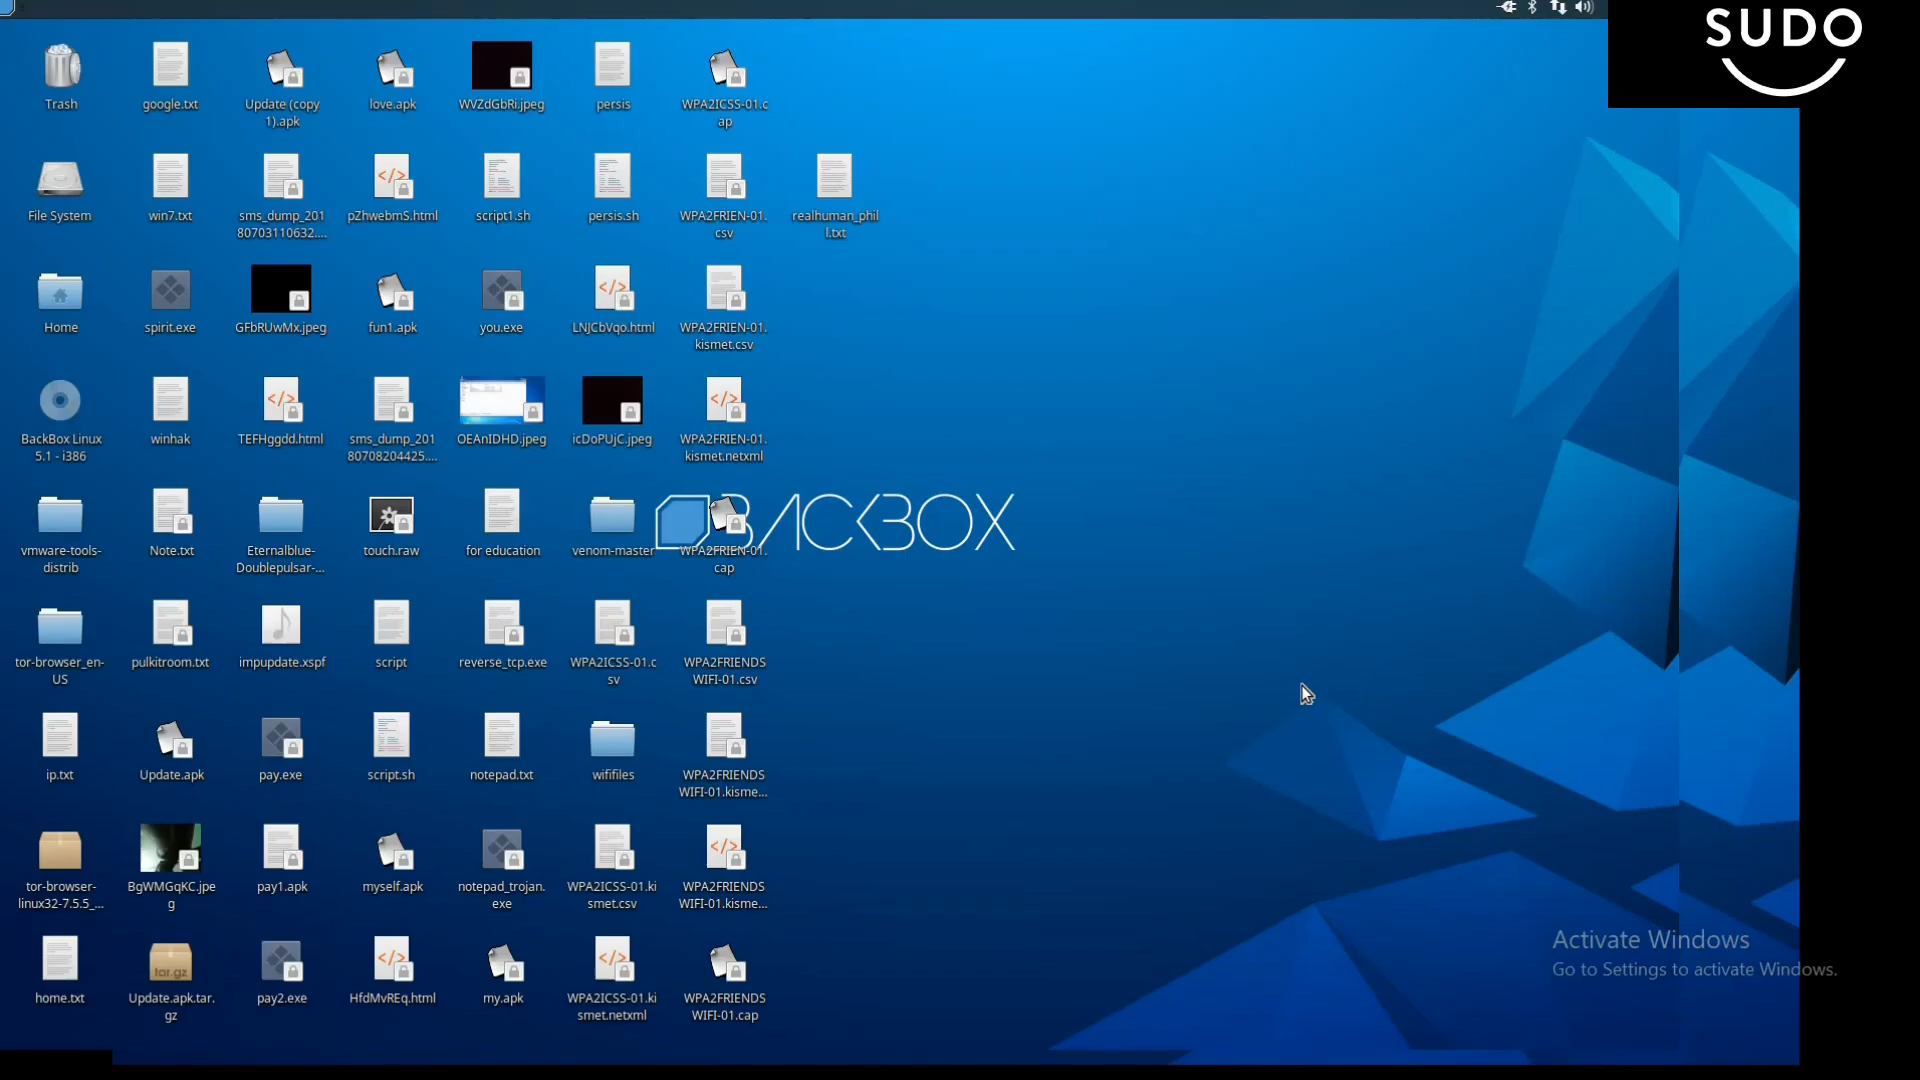 SUDO
Trash
google.txt
Update (copy
1).apk
love.apk
WVZdGbRi.jpeg
persis
WPA2ICSS-01.c
ap
File System
win7.txt
sms_dump_201
80703110632....
pZhwebmS.html
script1.sh
persis.sh
WPA2FRIEN-01.
csv
realhuman_phi
l.txt
Home
spirit.exe
GFbRUwMx.jpeg
fun1.apk
you.exe
LNJCbVqo.html
WPA2FRIEN-01.
kismet.csv
BackBox Linux
5.1 - i386
winhak
TEFHggdd.html
sms_dump_201
80708204425....
OEAnIDHD.jpeg
icDoPUjC.jpeg
WPA2FRIEN-01.
kismet.netxml
BACKBOX
vmware-tools-
distrib
Note.txt
Eternalblue-
Doublepulsar-...
touch.raw
for education
venom-master
WPA2FRIEN-01.
cap
tor-browser_en-
US
pulkitroom.txt
impupdate.xspf
script
reverse_tcp.exe
WPA2ICSS-01.c
sv
WPA2FRIENDS
WIFI-01.csv
ip.txt
Update.apk
pay.exe
script.sh
notepad.txt
wififiles
WPA2FRIENDS
WIFI-01.kisme...
tor-browser-
linux32-7.5.5_...
BgWMGqKC.jpe
g
pay1.apk
myself.apk
notepad_trojan.
exe
WPA2ICSS-01.ki
smet.csv
WPA2FRIENDS
WIFI-01.kisme...
tar.gz
home.txt
Update.apk.tar.
gz
pay2.exe
HfdMvREq.html
my.apk
WPA2ICSS-01.ki
smet.netxml
WPA2FRIENDS
WIFI-01.cap
Activate Windows
Go to Settings to activate Windows.